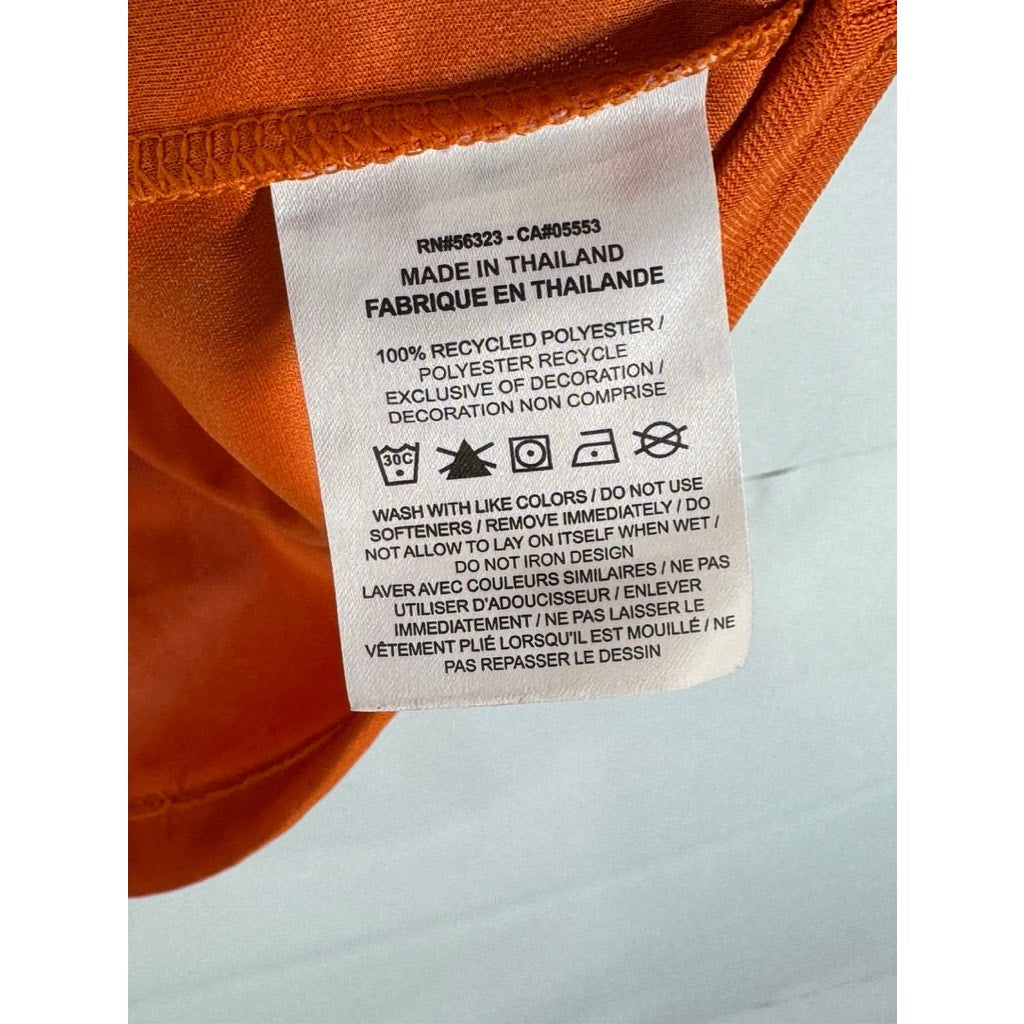 RN#56323 - CA#05553
MADE IN THAILAND
FABRIQUE EN THAILANDE
100% RECYCLED POLYESTER /
POLYESTER RECYCLE
EXCLUSIVE OF DECORATION /
DECORATION NON COMPRISE
30C
WASH WITH LIKE COLORS / DO NOT USE
SOFTENERS / REMOVE IMMEDIATELY / DO
NOT ALLOW TO LAY ON ITSELF WHEN WET /
DO NOT IRON DESIGN
LAVER AVEC COULEURS SIMILAIRES / NE PAS
UTILISER D'ADOUCISSEUR / ENLEVER
IMMEDIATEMENT / NE PAS LAISSER LE
VÊTEMENT PLIÉ LORSQU'IL EST MOUILLÉ / NE
PAS REPASSER LE DESSIN